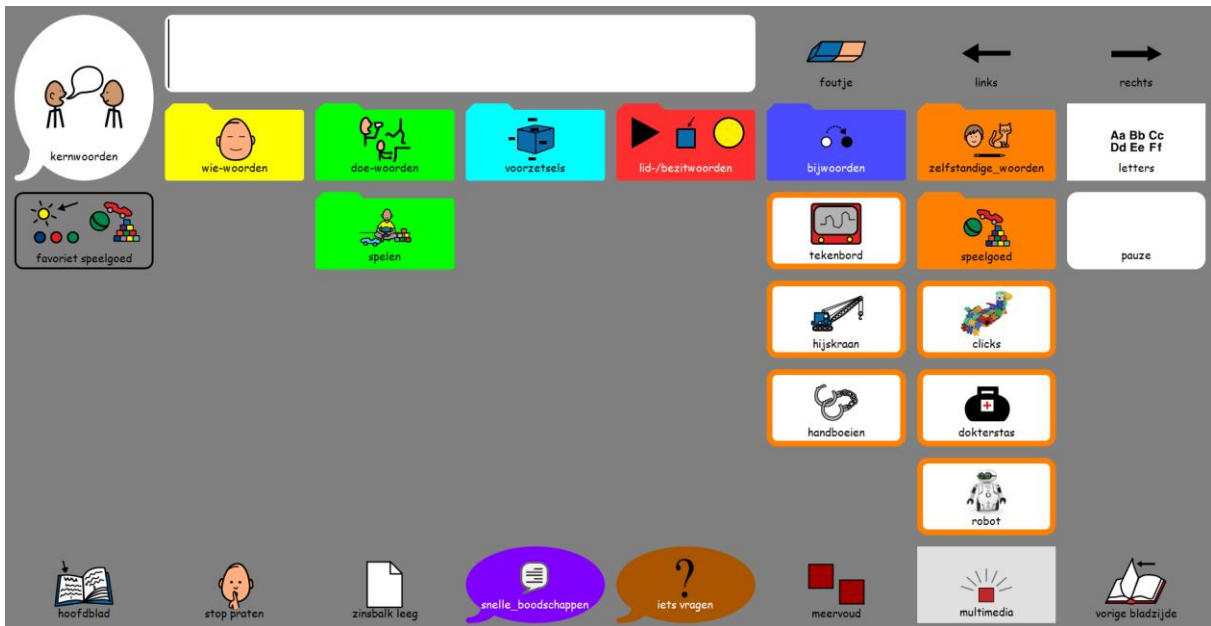 kernwoorden
foutje
links
rechts
wie-woorden
doe-woorden
voorzetsels
lid-/bezitwoorden
bijwoorden
zelfstandige_woorden
Aa Bb Cc
Dd Ee Ff
letters
favoriet speelgoed
spelen
tekenbord
speelgoed
pauze
hijskraan
clicks
handboeien
dokterstas
robot
hoofdblad
stop praten
zinsbalk leeg
snelle_boodschappen
iets vragen
meervoud
multimedia
vorige bladzijde